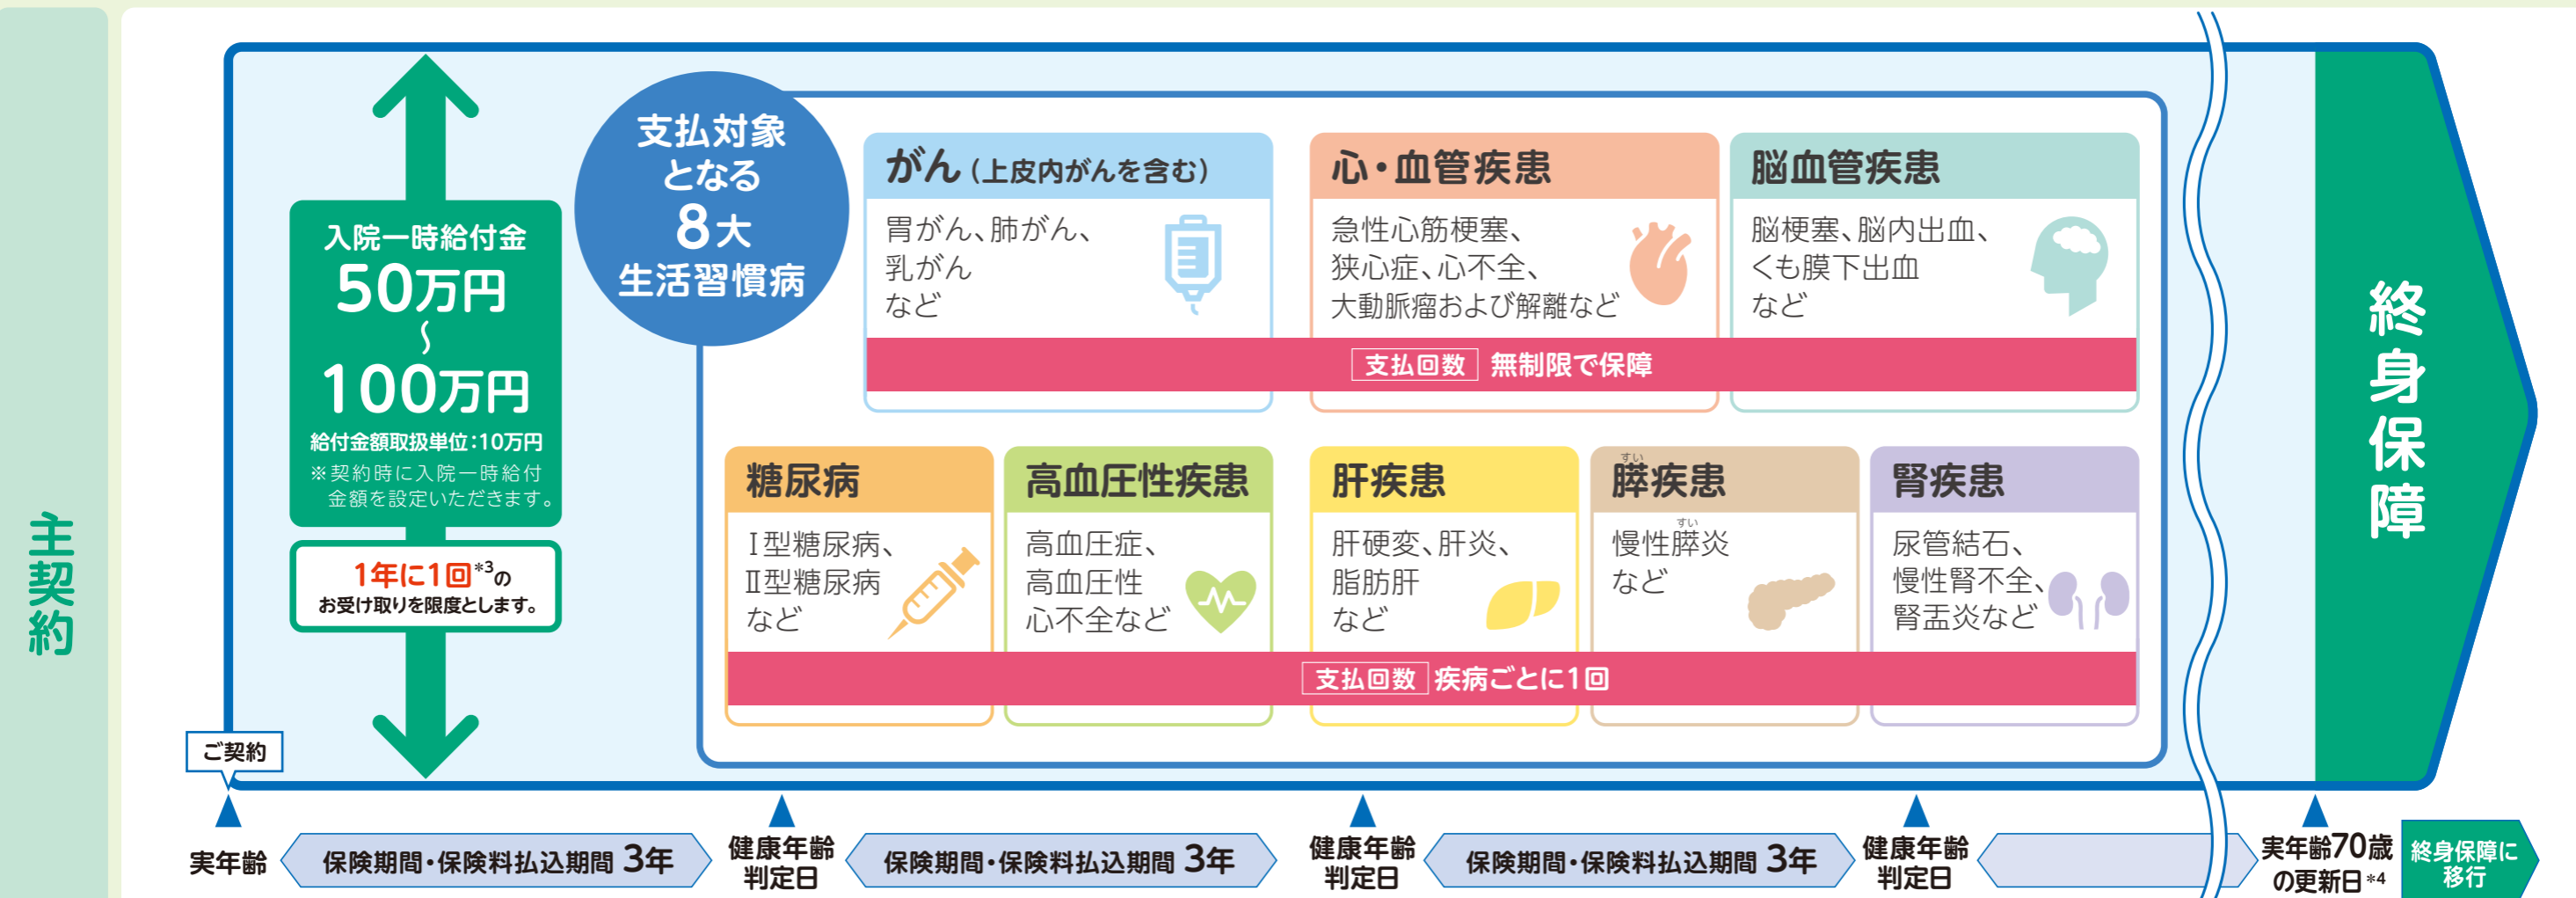 主契約
入院一時給付金
50万円
〜
100万円
給付金額取扱単位:10万円
※契約時に入院一時給付
金額を設定いただきます。
1年に1回*3の
お受け取りを限度とします。
支払対象
となる
8大
生活習慣病
がん(上皮内がんを含む)
胃がん、肺がん、
乳がん
など
心・血管疾患
急性心筋梗塞、
狭心症、心不全、
大動脈瘤および解離など
脳血管疾患
脳梗塞、脳内出血、
くも膜下出血
など
支払回数 無制限で保障
糖尿病
Ⅰ型糖尿病、
Ⅱ型糖尿病
など
高血圧性疾患
高血圧症、
高血圧性
心不全など
肝疾患
肝硬変、肝炎、
脂肪肝
など
すい
膵疾患
すい
慢性膵炎
など
腎疾患
尿管結石、
慢性腎不全、
腎盂炎など
支払回数 疾病ごとに1回
終身保障
ご契約
実年齢
保険期間・保険料払込期間 3年
健康年齢
判定日
保険期間・保険料払込期間 3年
健康年齢
判定日
保険期間・保険料払込期間 3年
健康年齢
判定日
実年齢70歳
の更新日*4
終身保障に
移行